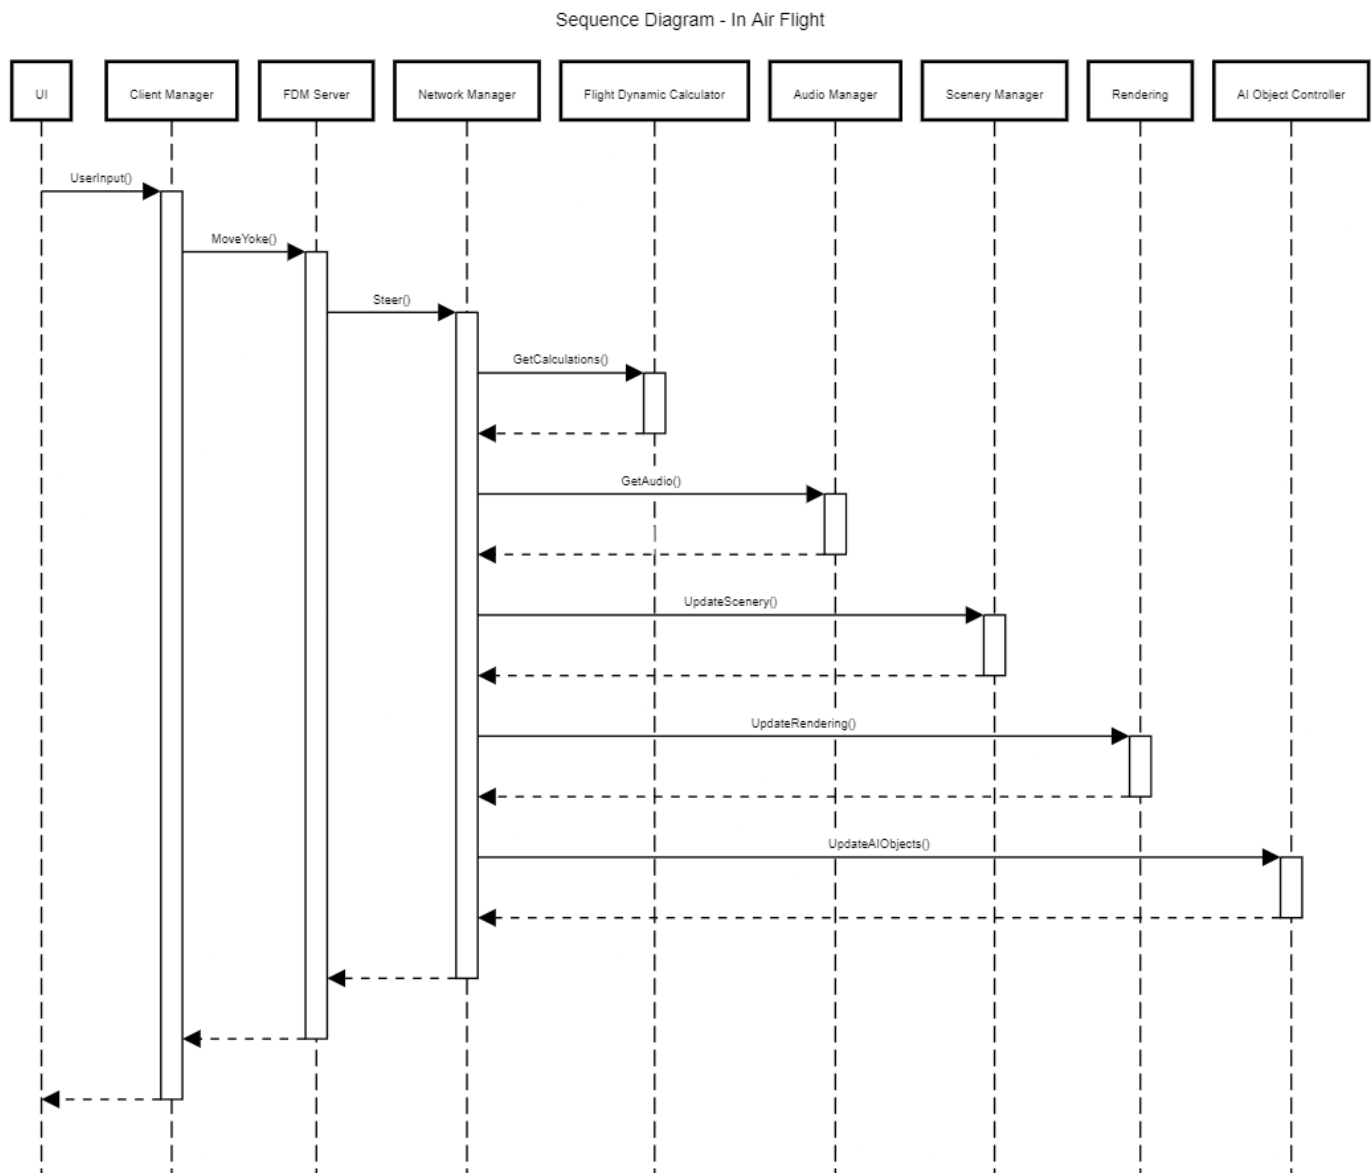 Sequence Diagram - In Air Flight
UI
Client Manager
FDM Server
Network Manager
Flight Dynamic Calculator
Audio Manager
Scenery Manager
Rendering
AI Object Controller
UserInput()
MoveYoke()
Steer()
GetCalculations()
GetAudio()
UpdateScenery()
UpdateRendering()
UpdateAIObjects()